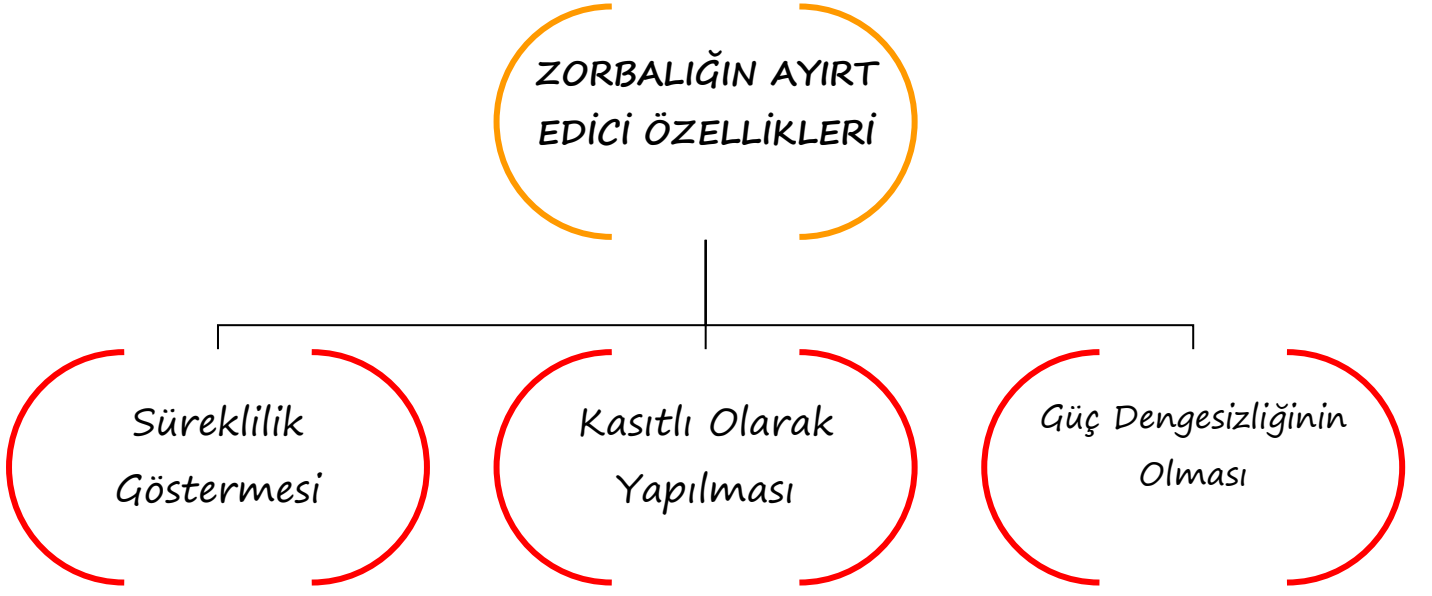 ZORBALIĞIN AYIRT
EDİCİ ÖZELLİKLERİ
Süreklilik
Göstermesi
Kasıtlı Olarak
Yapılması
Güç Dengesizliğinin
Olması